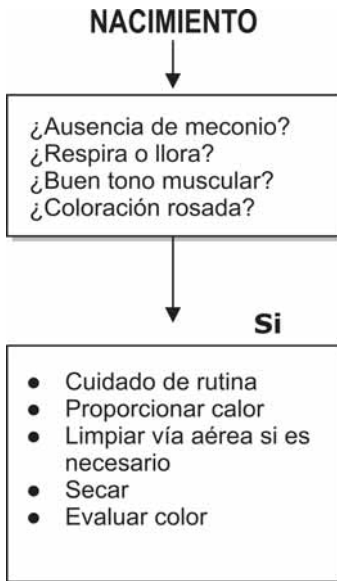 NACIMIENTO
¿Ausencia de meconio?
¿Respira o llora?
¿Buen tono muscular?
¿Coloración rosada?
Si
● Cuidado de rutina
● Proporcionar calor
● Limpiar vía aérea si es
necesario
● Secar
● Evaluar color